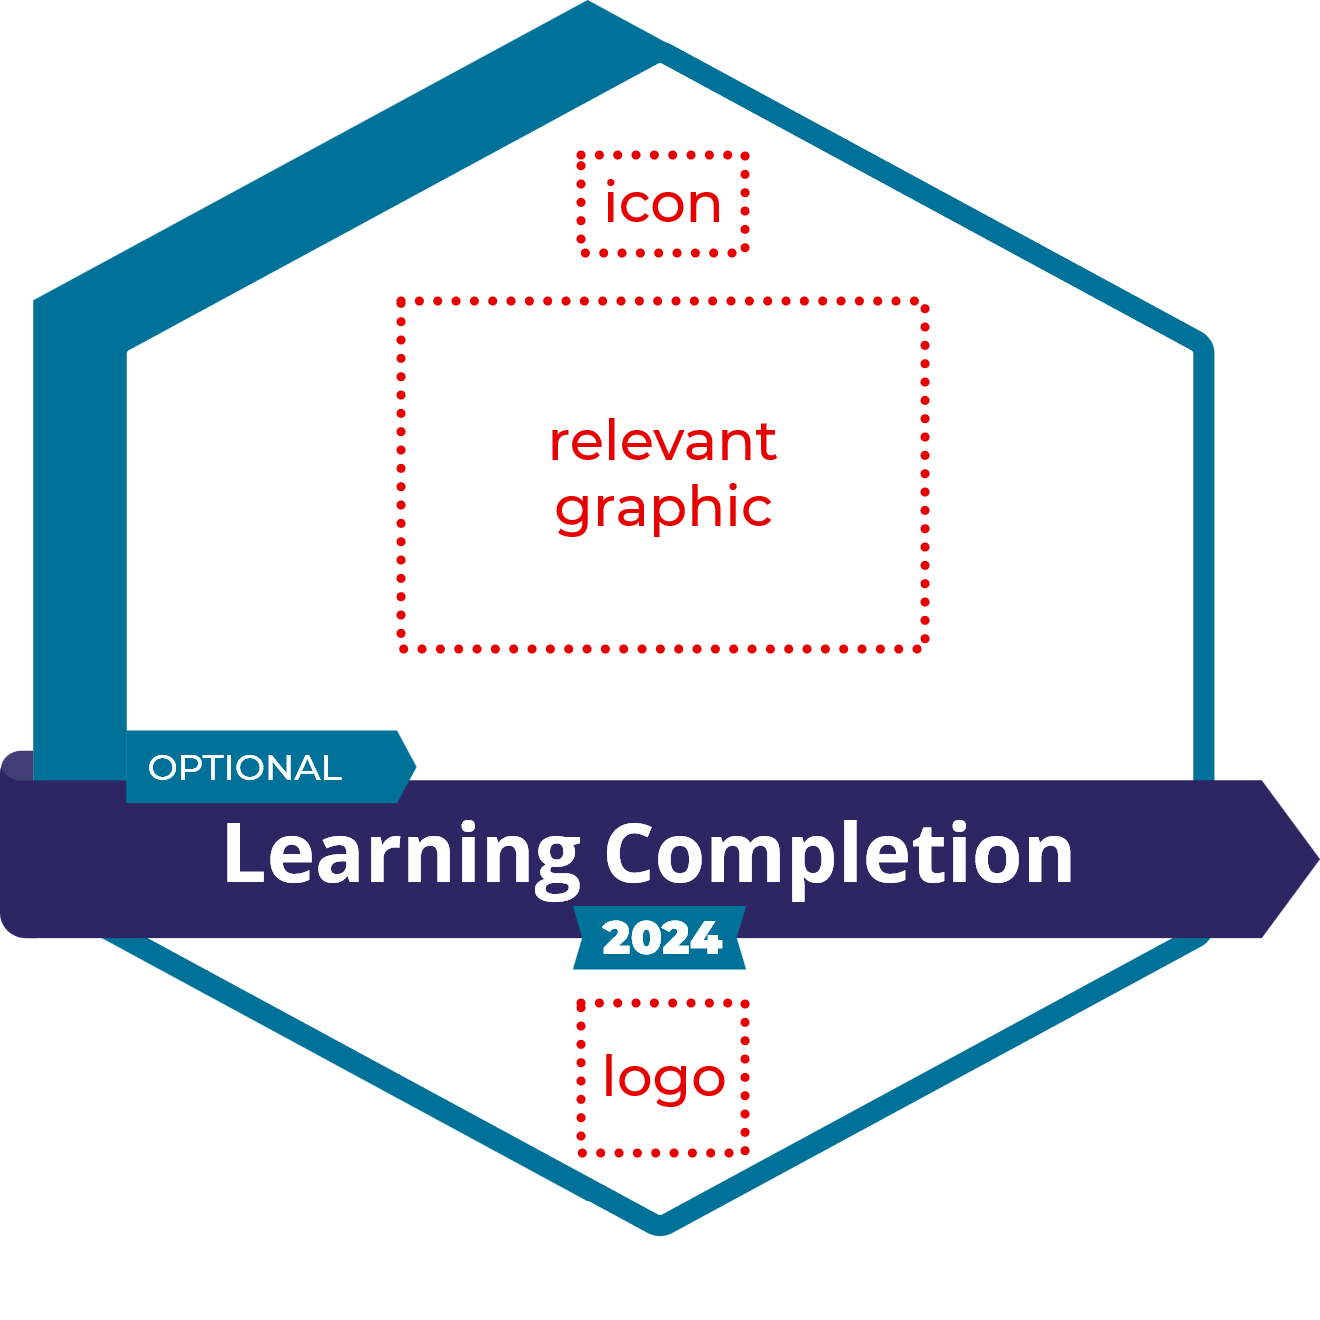 icon
relevant
graphic
OPTIONAL
Learning Completion
2024
logo